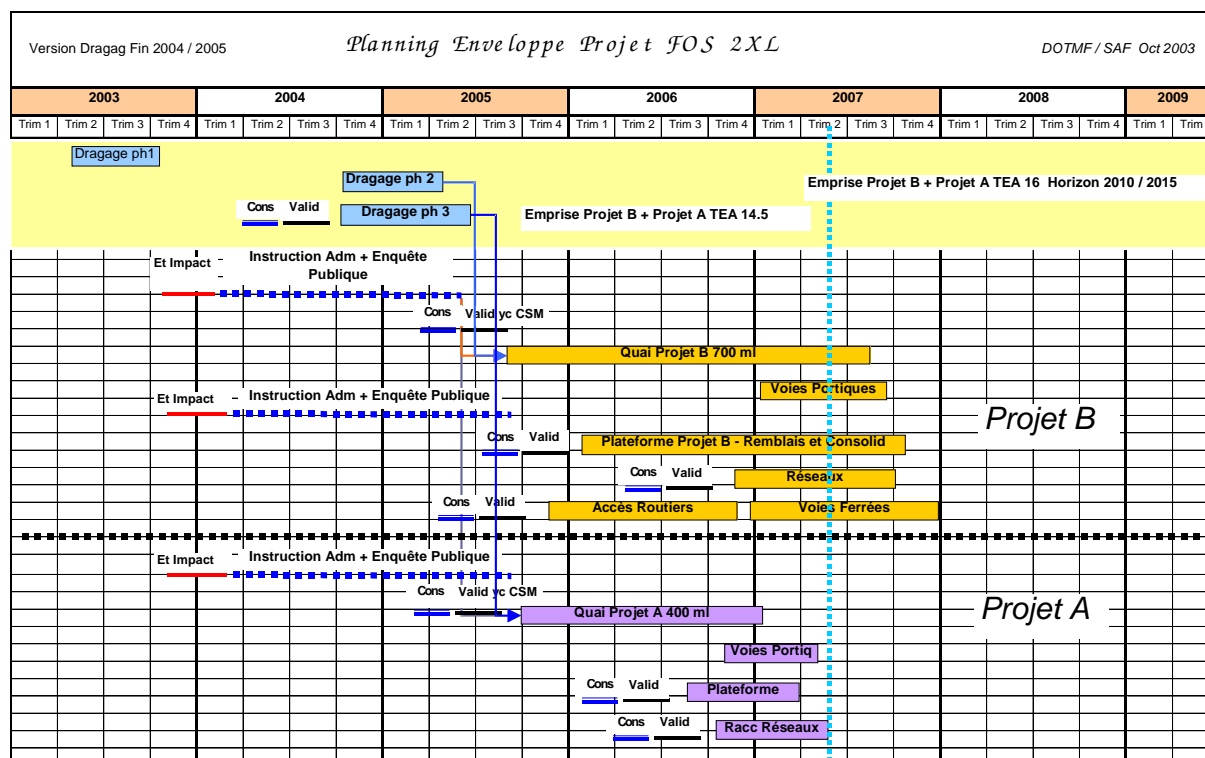 Version Dragag Fin 2004 / 2005
Planning Enveloppe Projet FOS 2XL
DOTMF / SAF Oct 2003
2003 2004 2005 2006 2007 2008 2009
Trim 1 Trim 2 Trim 3 Trim 4 Trim 1 Trim 2 Trim 3 Trim 4 Trim 1 Trim 2 Trim 3 Trim 4 Trim 1 Trim 2 Trim 3 Trim 4 Trim 1 Trim 2 Trim 3 Trim 4 Trim 1 Trim 2 Trim 3 Trim 4 Trim 1 Trim
Dragage ph1
Dragage ph 2
Emprise Projet B + Projet A TEA 16 Horizon 2010 / 2015
Cons Valid
Dragage ph 3
Emprise Projet B + Projet A TEA 14.5
Et Impact
Instruction Adm + Enquête
Publique
Cons Valid yc CSM
Quai Projet B 700 ml
Voies Portiques
Et Impact
Instruction Adm + Enquête Publique
Projet B
Cons Valid
Plateforme Projet B - Remblais et Consolid
Cons Valid
Réseaux
Cons Valid
Accès Routiers
Voies Ferrées
Et Impact
Instruction Adm + Enquête Publique
Cons Valid yc CSM
Quai Projet A 400 ml
Projet A
Voies Portiq
Cons Valid
Plateforme
Cons Valid
Racc Réseaux